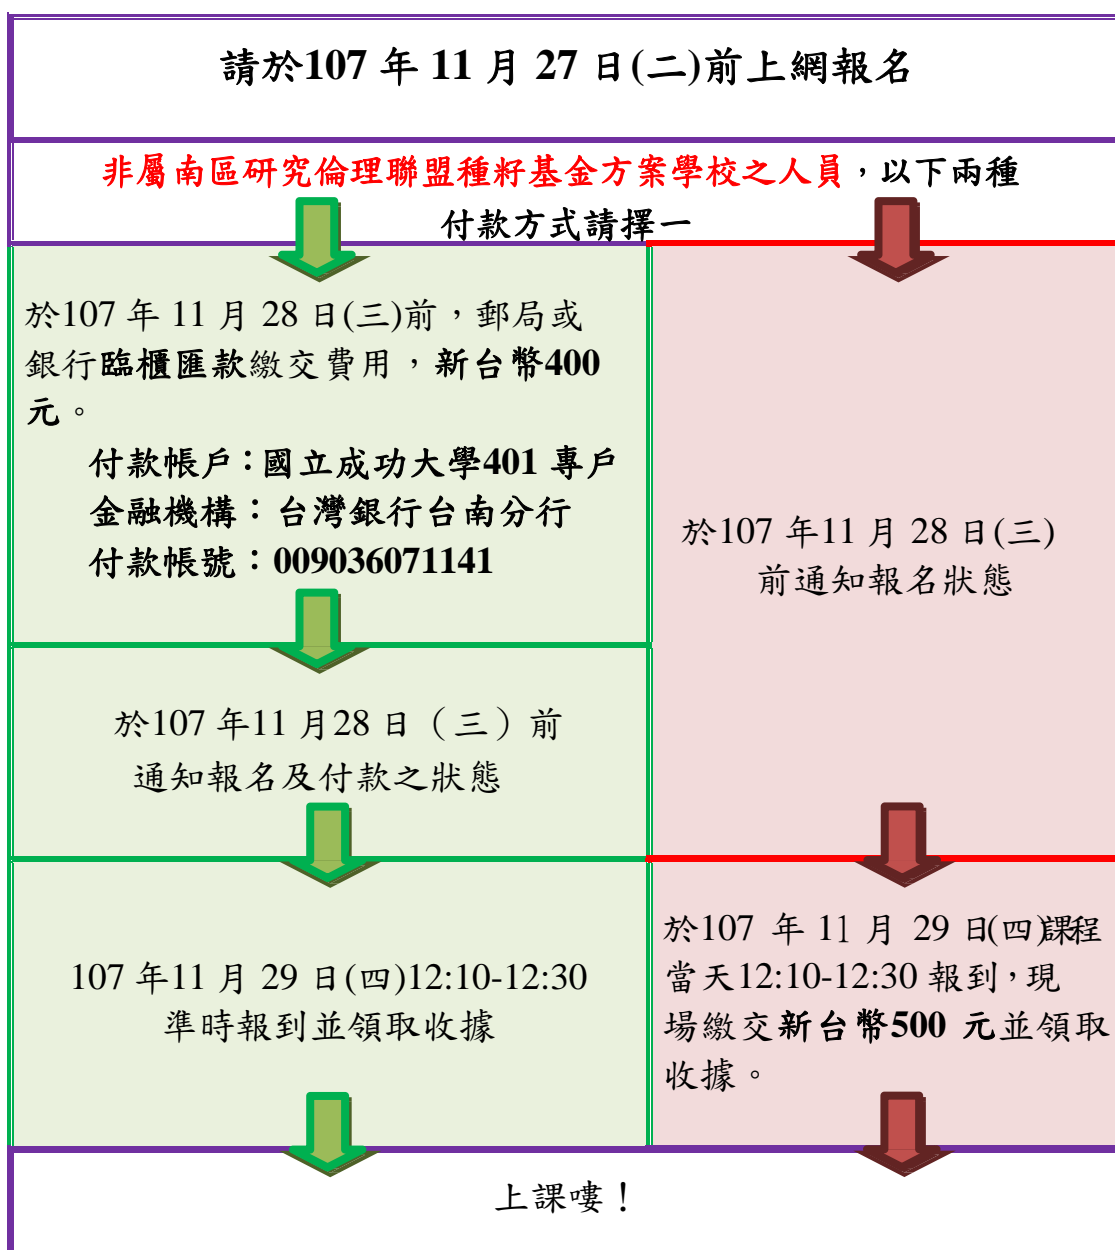 請於107 年 11 月 27 日(二)前上網報名
非屬南區研究倫理聯盟種籽基金方案學校之人員，以下兩種
付款方式請擇一
於107 年 11 月 28 日(三)前，郵局或
銀行臨櫃匯款繳交費用，新台幣400
元。
付款帳戶：國立成功大學401 專戶
金融機構：台灣銀行台南分行
付款帳號：009036071141
於107 年11 月28 日（三）前
通知報名及付款之狀態
107 年11 月 29 日(四)12:10-12:30
準時報到並領取收據
於107 年11 月 28 日(三)
前通知報名狀態
於107 年 11 月 29 日(四)課程
當天12:10-12:30 報到，現
場繳交新台幣500 元並領取
收據。
上課嘍！